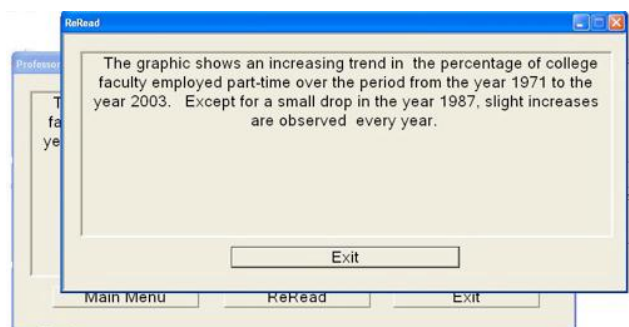 ReRead
Professor
The graphic shows an increasing trend in the percentage of college
faculty employed part-time over the period from the year 1971 to the
year 2003. Except for a small drop in the year 1987, slight increases
are observed every year.
T
fa
ye
Exit
Main Menu ReRead Exit